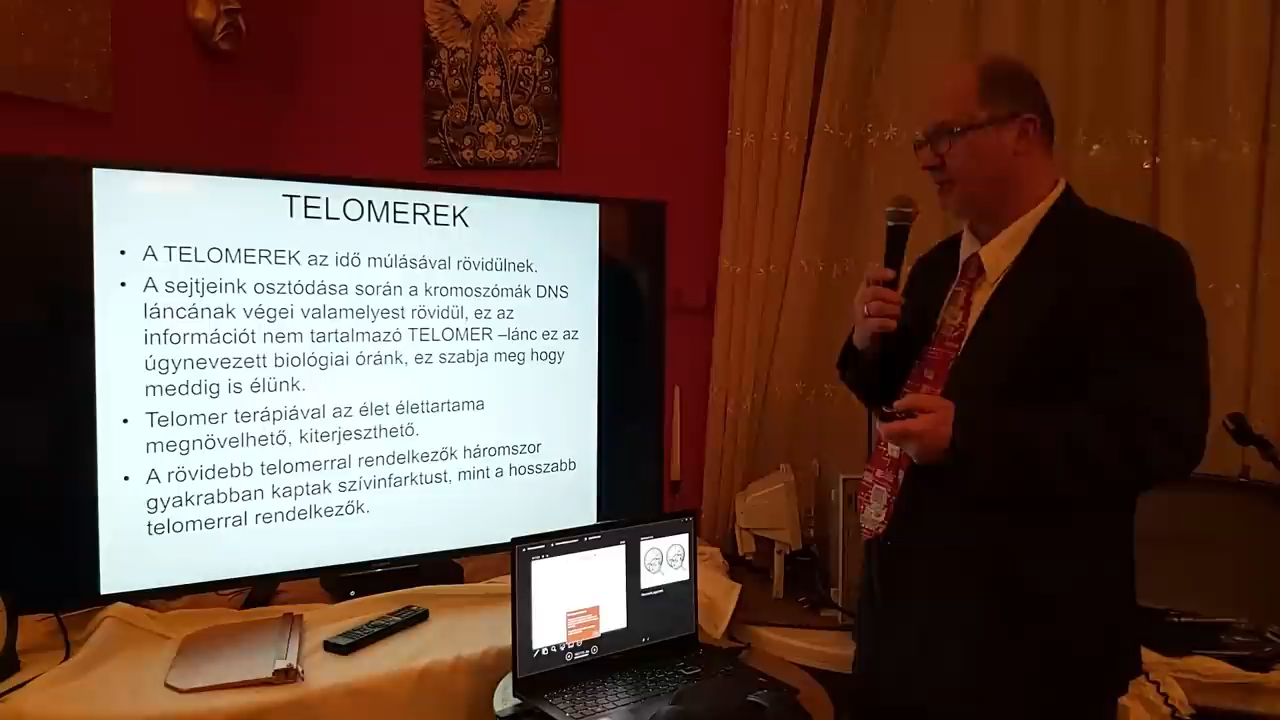 TELOMEREK
• A TELOMEREK az idő múlásával rövidülnek.
• A sejtjeink osztódása során a kromoszómák DNS
láncának végei valamelyest rövidül, ez az
információt nem tartalmazó TELOMER –lánc ez az
úgynevezett biológiai óránk, ez szabja meg hogy
meddig is élünk.
• Telomer terápiával az élet élettartama
megnövelhető, kiterjeszthető.
• A rövidebb telomerral rendelkezők háromszor
gyakrabban kaptak szívinfarktust, mint a hosszabb
telomerral rendelkezők.